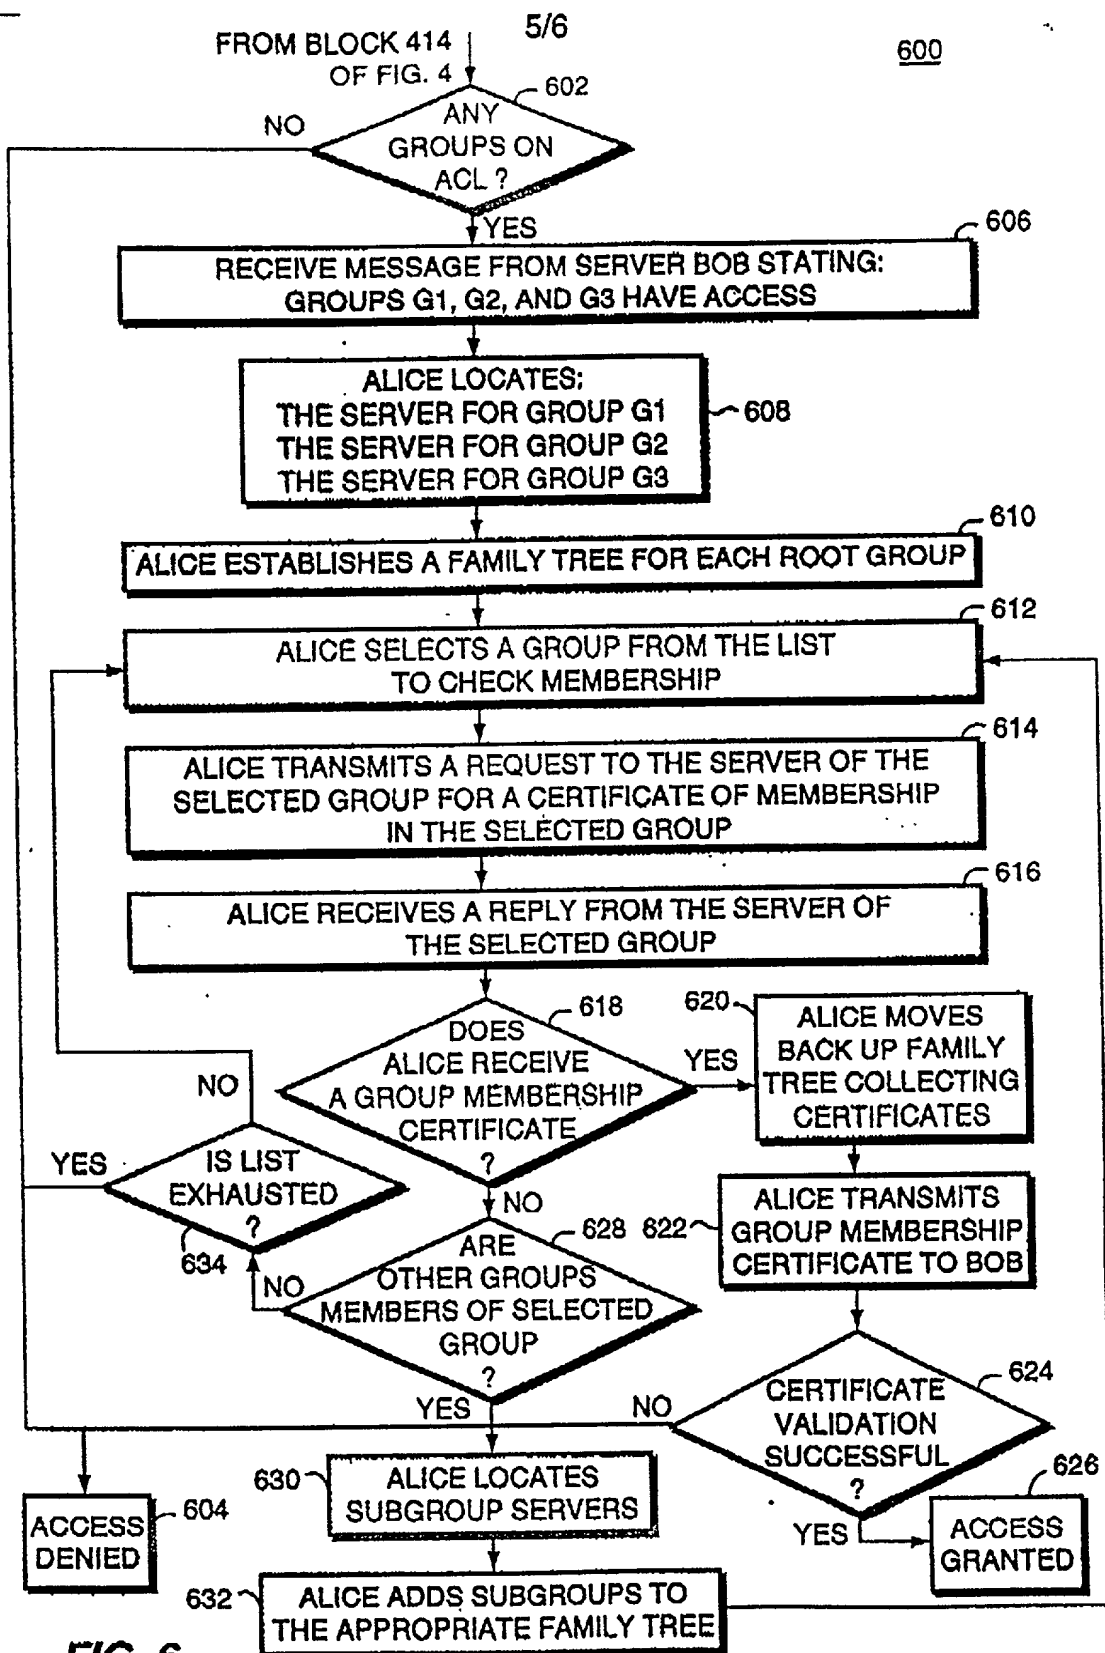 5/6
600
FROM BLOCK 414
OF FIG. 4
602
ANY
GROUPS ON
ACL ?
NO
YES
606
RECEIVE MESSAGE FROM SERVER BOB STATING:
GROUPS G1, G2, AND G3 HAVE ACCESS
ALICE LOCATES:
THE SERVER FOR GROUP G1
THE SERVER FOR GROUP G2
THE SERVER FOR GROUP G3
608
610
ALICE ESTABLISHES A FAMILY TREE FOR EACH ROOT GROUP
612
ALICE SELECTS A GROUP FROM THE LIST
TO CHECK MEMBERSHIP
614
ALICE TRANSMITS A REQUEST TO THE SERVER OF THE
SELECTED GROUP FOR A CERTIFICATE OF MEMBERSHIP
IN THE SELECTED GROUP
616
ALICE RECEIVES A REPLY FROM THE SERVER OF
THE SELECTED GROUP
618
DOES
ALICE RECEIVE
A GROUP MEMBERSHIP
CERTIFICATE
?
YES
NO
620
ALICE MOVES
BACK UP FAMILY
TREE COLLECTING
CERTIFICATES
NO
YES
IS LIST
EXHAUSTED
?
634
622
ALICE TRANSMITS
GROUP MEMBERSHIP
CERTIFICATE TO BOB
628
ARE
OTHER GROUPS
MEMBERS OF SELECTED
GROUP
?
NO
YES
624
CERTIFICATE
VALIDATION
SUCCESSFUL
?
NO
YES
626
ACCESS
GRANTED
630
ALICE LOCATES
SUBGROUP SERVERS
604
ACCESS
DENIED
632
ALICE ADDS SUBGROUPS TO
THE APPROPRIATE FAMILY TREE
FIG. 6